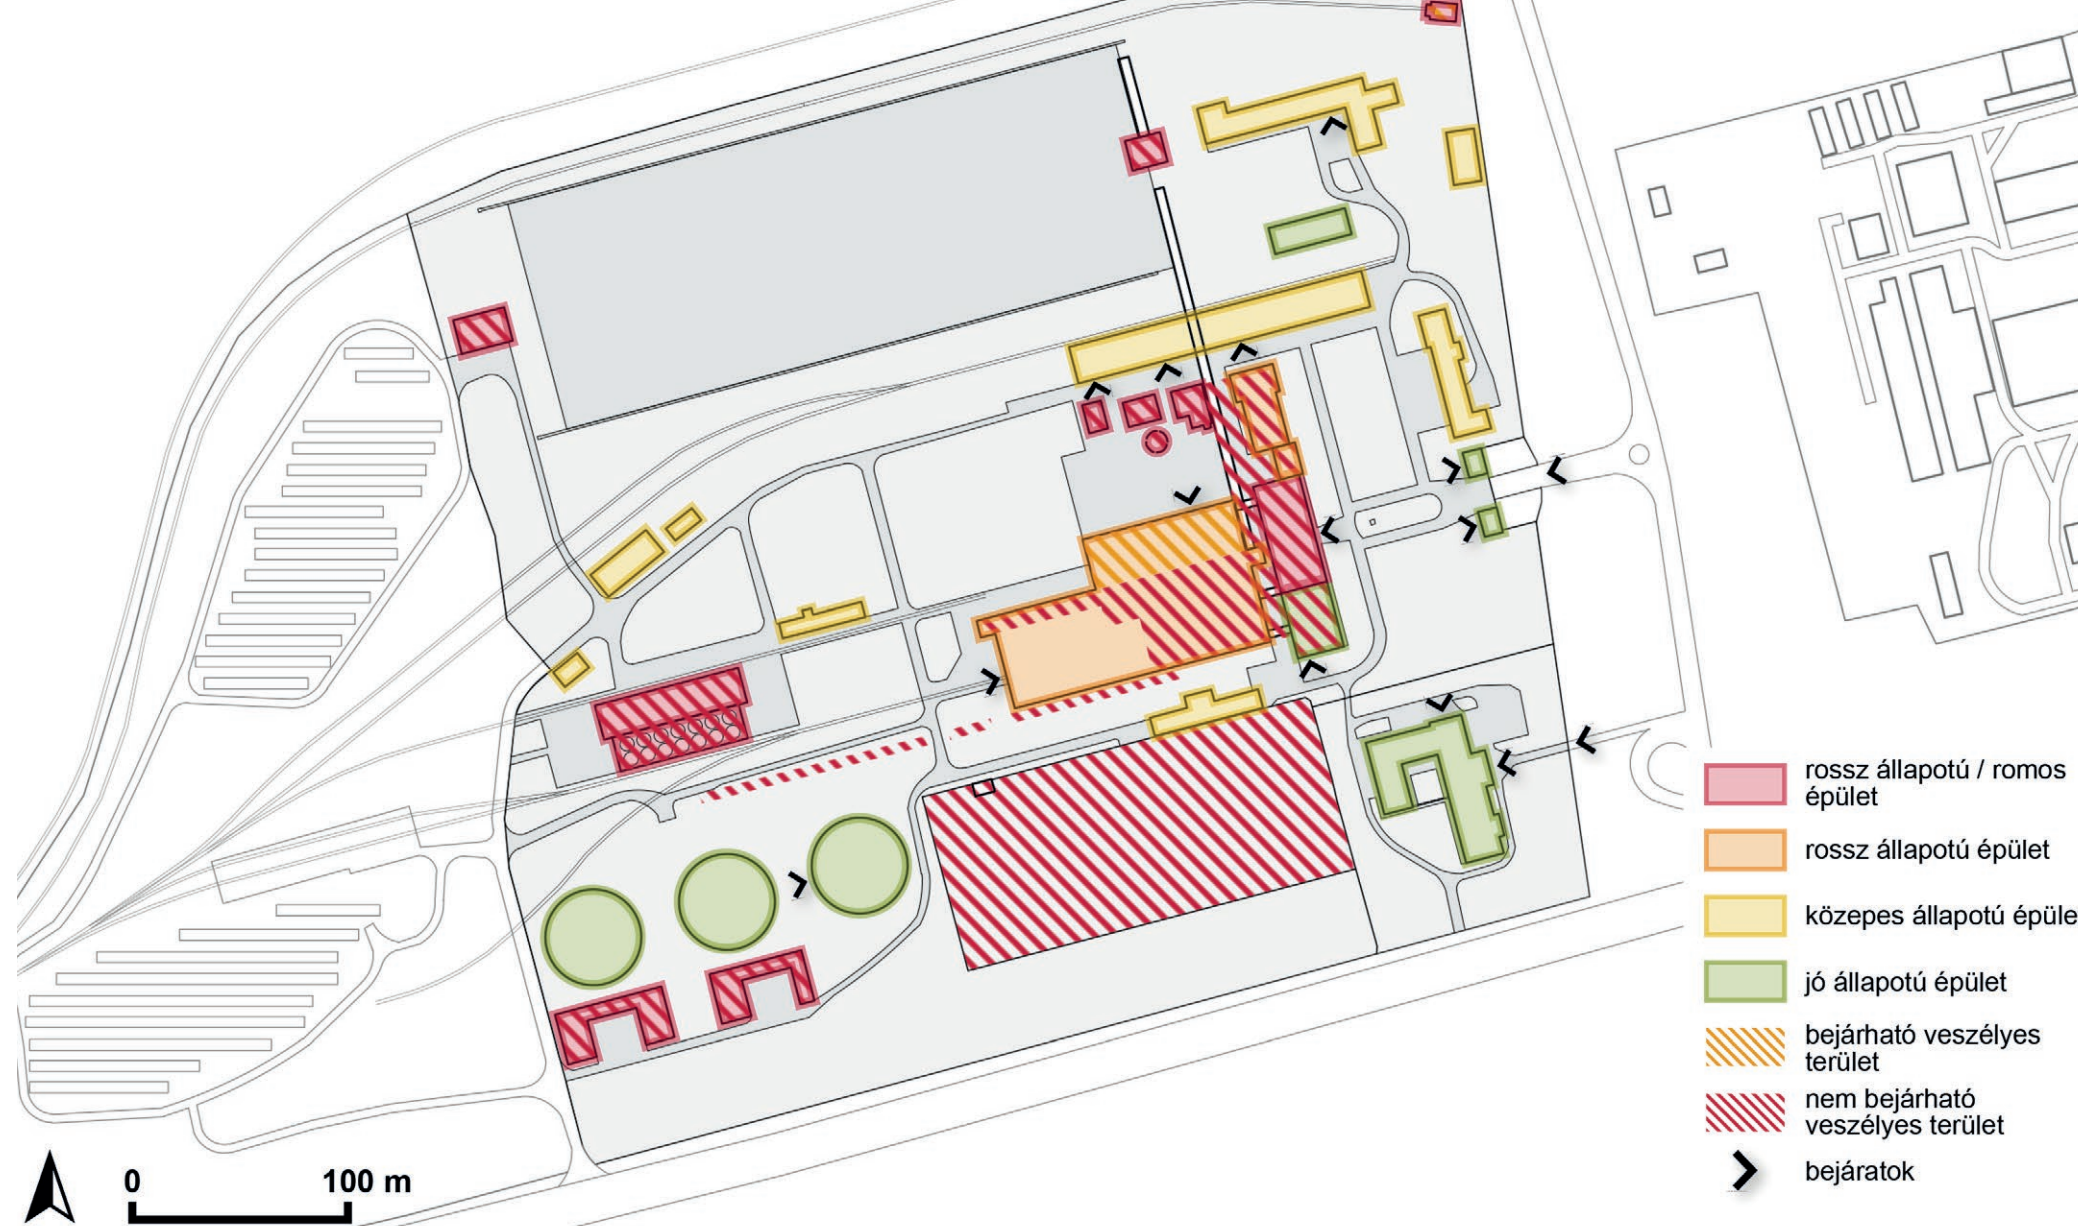 rossz állapotú / romos
épület
rossz állapotú épület
közepes állapotú épüle
jó állapotú épület
bejárható veszélyes
terület
nem bejárható
veszélyes terület
bejáratok
0 100 m